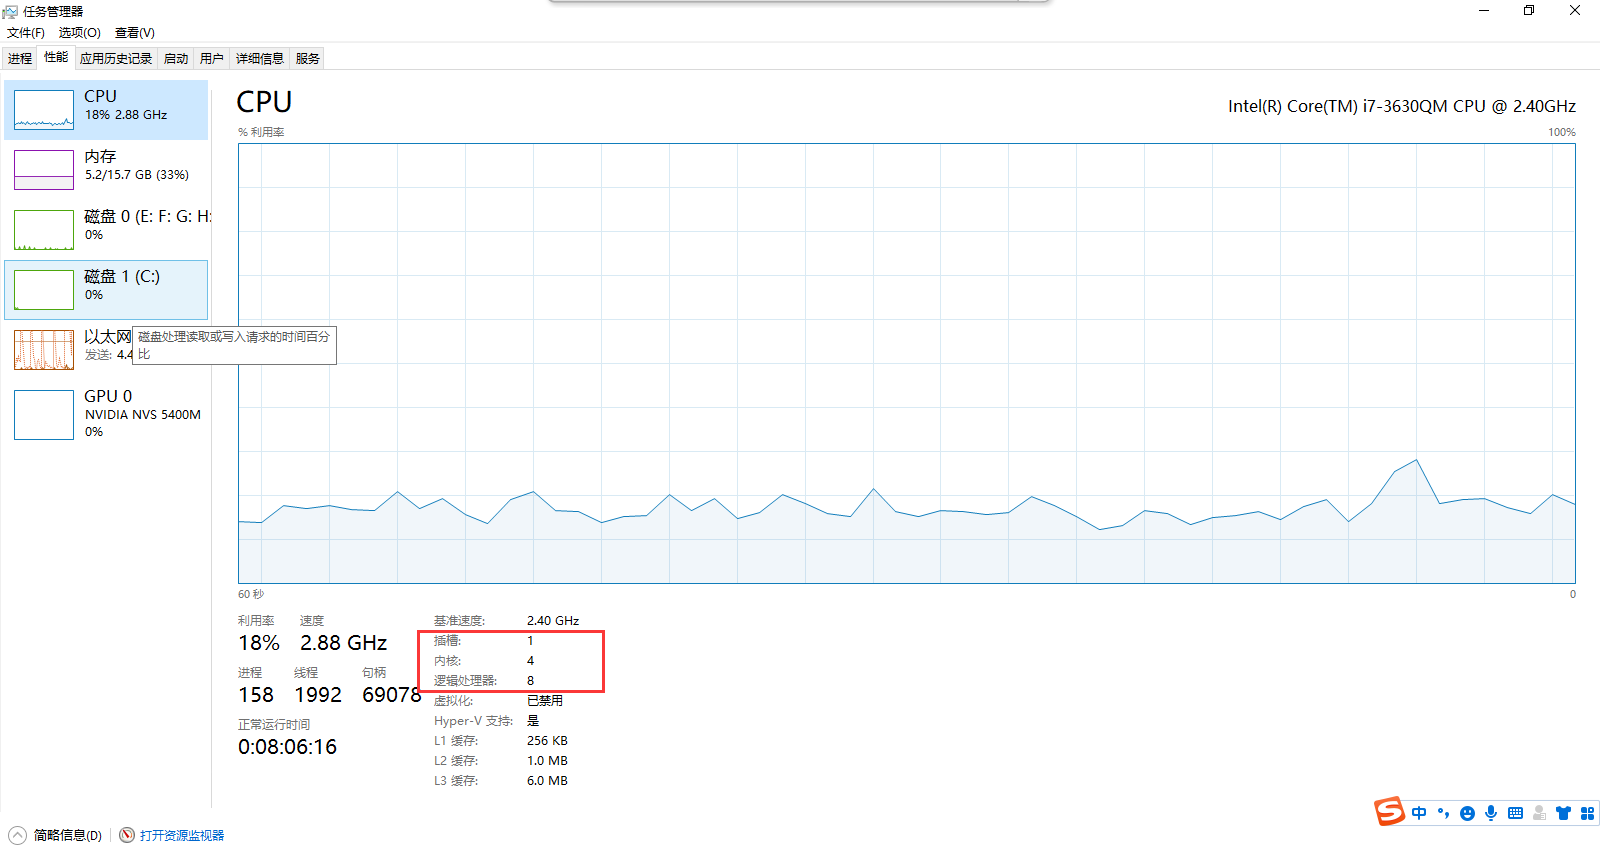 任务管理器
文件(F) 选项(O) 查看(V)
进程 性能 应用历史记录 启动 用户 详细信息 服务
CPU
18% 2.88 GHz
内存
5.2/15.7 GB (33%)
磁盘 0 (E: F: G: H:
0%
磁盘 1 (C:)
0%
以太网
发送: 4.4
磁盘处理读取或写入请求的时间百分
比
GPU 0
NVIDIA NVS 5400M
0%
CPU
Intel(R) Core(TM) i7-3630QM CPU @ 2.40GHz
% 利用率
100%
60 秒
0
利用率 速度
18% 2.88 GHz
进程 线程 句柄
158 1992 69078
正常运行时间
0:08:06:16
基准速度: 2.40 GHz
插槽: 1
内核: 4
逻辑处理器: 8
虚拟化: 已禁用
Hyper-V 支持: 是
L1 缓存: 256 KB
L2 缓存: 1.0 MB
L3 缓存: 6.0 MB
S 中
简略信息(D)
打开资源监视器